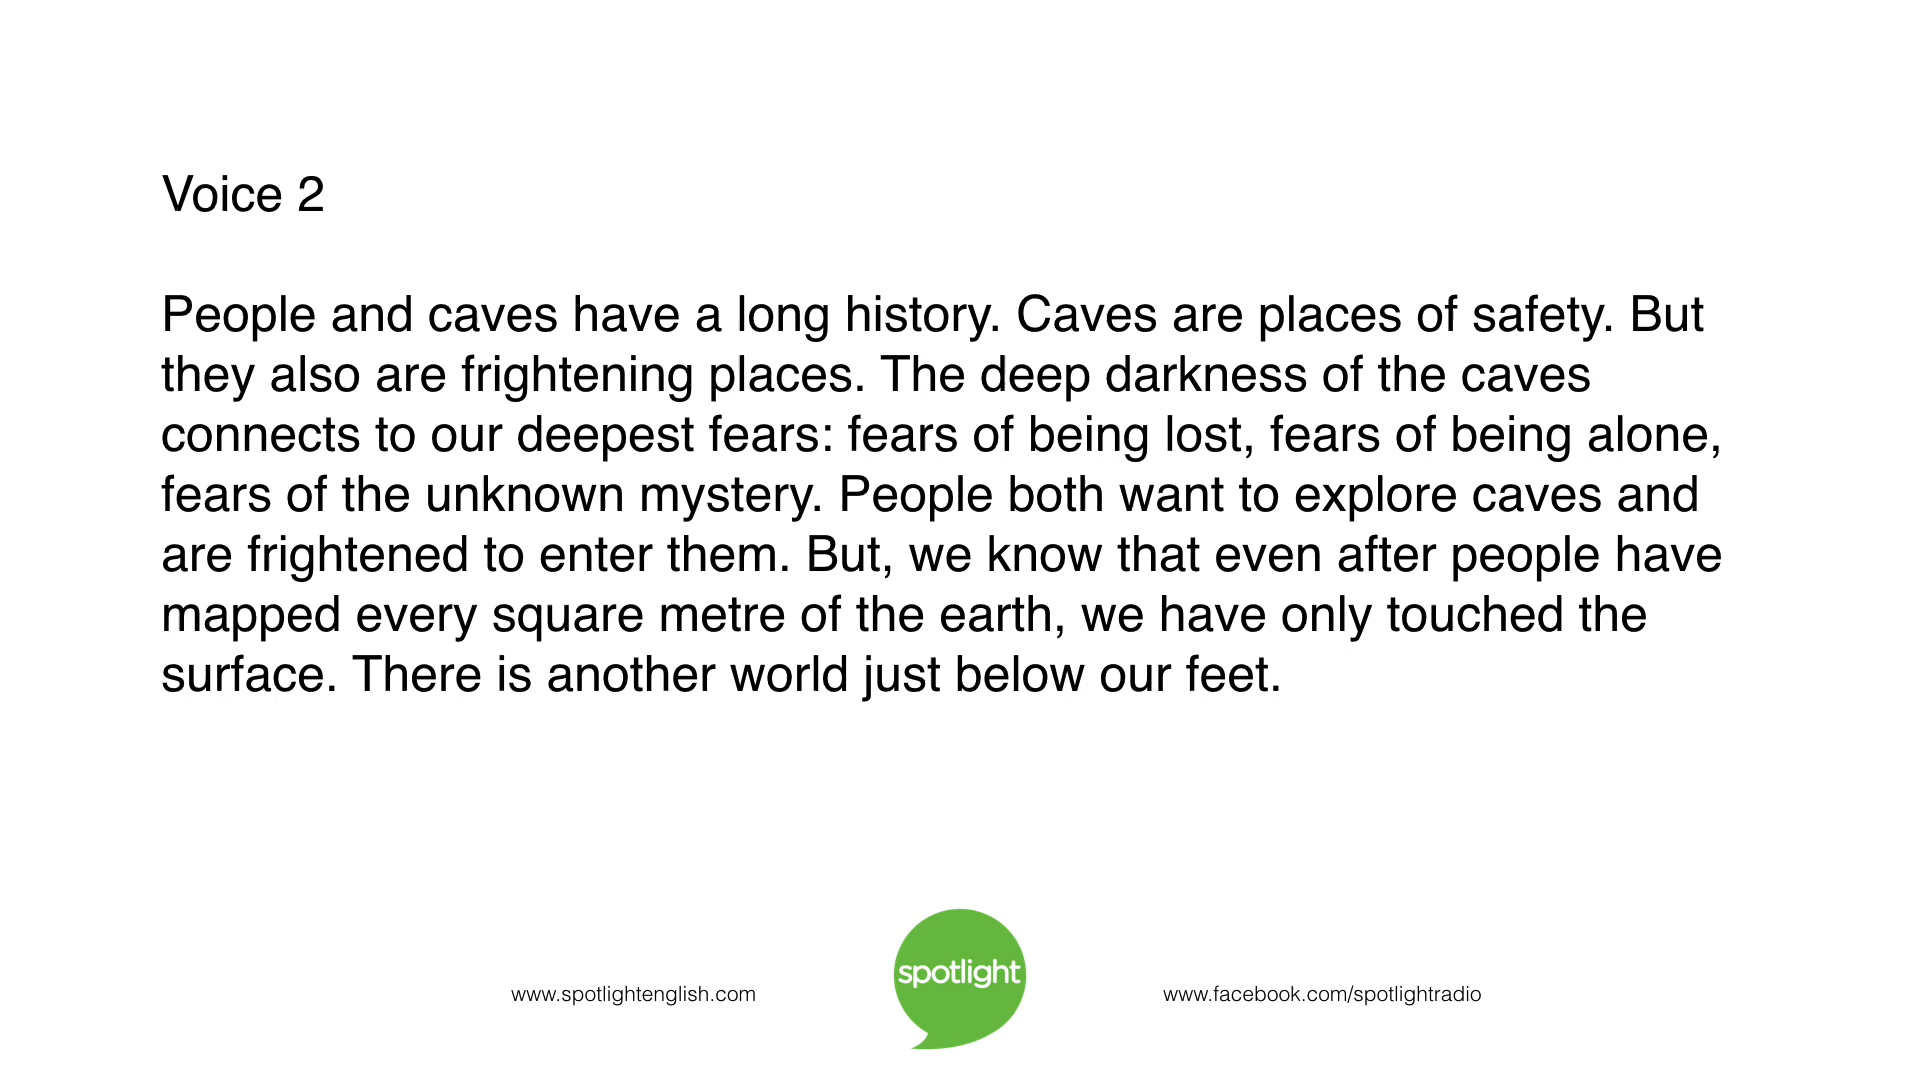 Voice 2
People and caves have a long history. Caves are places of safety. But
they also are frightening places. The deep darkness of the caves
connects to our deepest fears: fears of being lost, fears of being alone,
fears of the unknown mystery. People both want to explore caves and
are frightened to enter them. But, we know that even after people have
mapped every square metre of the earth, we have only touched the
surface. There is another world just below our feet.
spotlight
www.spotlightenglish.com
www.facebook.com/spotlightradio